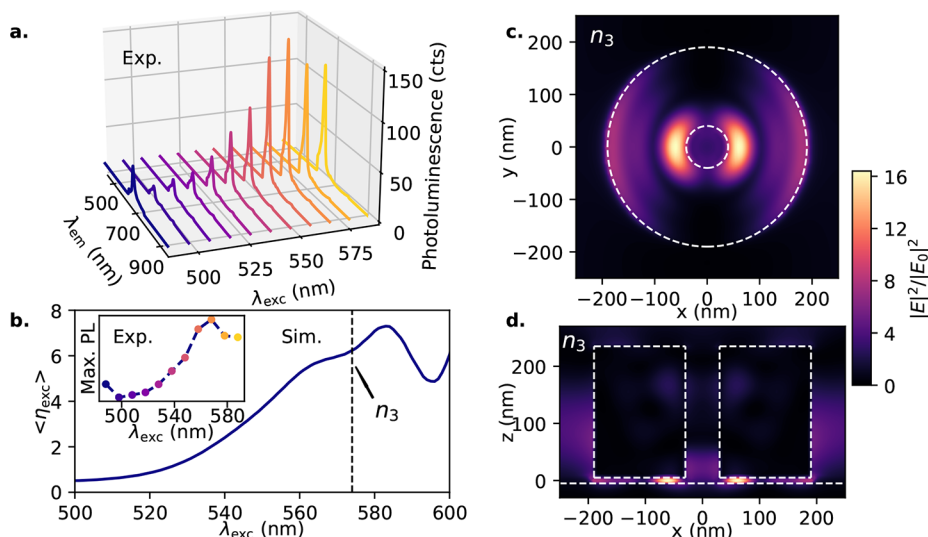 a.
Exp.
Photoluminescence (cts)
150
100
50
0
500
700
900
λem (nm)
500
525
550
575
λexc (nm)
b.
8
6
4
2
0
<ηexc>
Exp.
Sim.
Max. PL
500
540
580
λexc (nm)
n3
500
520
540
560
580
600
λexc (nm)
c.
n3
200
100
0
−100
−200
y (nm)
−200
−100
0
100
200
x (nm)
d.
n3
200
100
0
z (nm)
−200
−100
0
100
200
x (nm)
16
12
8
4
0
|E|²/|E0|²